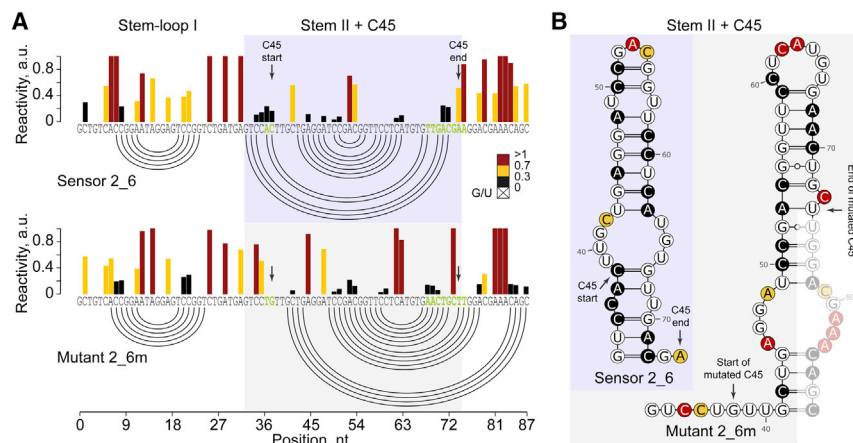 A
Stem-loop I
Stem II + C45
Reactivity, a.u.
0.8
0.4
0
C45
start
C45
end
GCTGTCACCGGAATAGGAGTCCGGTCTGATGAGTCCACTTGCTGAGGATCCGACGGTTCCTCATGTGTTGACGAAGGACGAAACAGC
Sensor 2_6
>1
0.7
0.3
0
G/U
Reactivity, a.u.
0.8
0.4
0
GCTGTCACCGGAATAGGAGTCCGGTCTGATGAGTCCTGTTGCTGAGGATCCGACGGTTCCTCATGTGAACTGCTTGGACGAAACAGC
Mutant 2_6m
0 9 18 27 36 45 54 63 72 78 87
Position, nt
B
Stem II + C45
50
60
40
70
C45
start
C45
end
Sensor 2_6
60
70
50
40
End of mutated C45
Start of
mutated C45
GUCCUGUUG
Mutant 2_6m